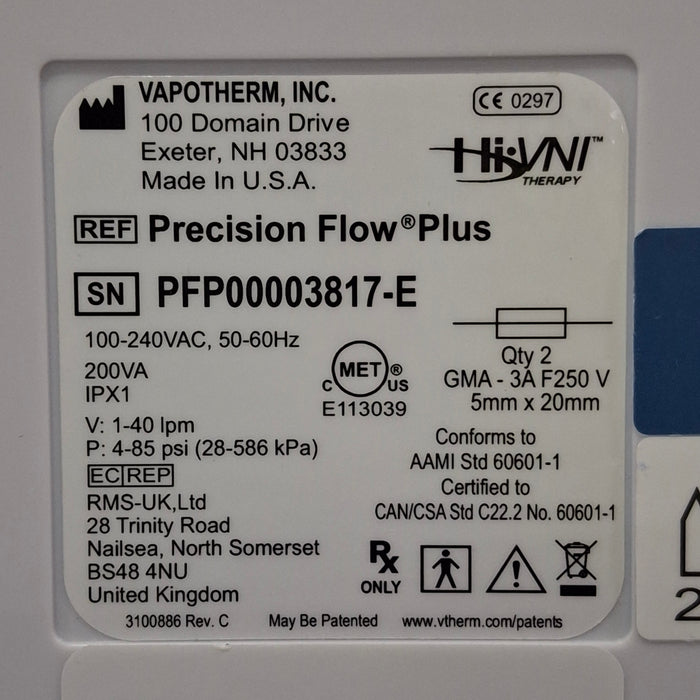 VAPOTHERM, INC.
100 Domain Drive
Exeter, NH 03833
Made In U.S.A.
CE 0297
Hi-VNI™
THERAPY
REF Precision Flow®Plus
SN PFP00003817-E
100-240VAC, 50-60Hz
200VA
IPX1
V: 1-40 lpm
P: 4-85 psi (28-586 kPa)
C MET ® US
E113039
Qty 2
GMA - 3A F250 V
5mm x 20mm
Conforms to
AAMI Std 60601-1
Certified to
CAN/CSA Std C22.2 No. 60601-1
EC REP
RMS-UK,Ltd
28 Trinity Road
Nailsea, North Somerset
BS48 4NU
United Kingdom
Rx
ONLY
3100886 Rev. C May Be Patented www.vtherm.com/patents
2